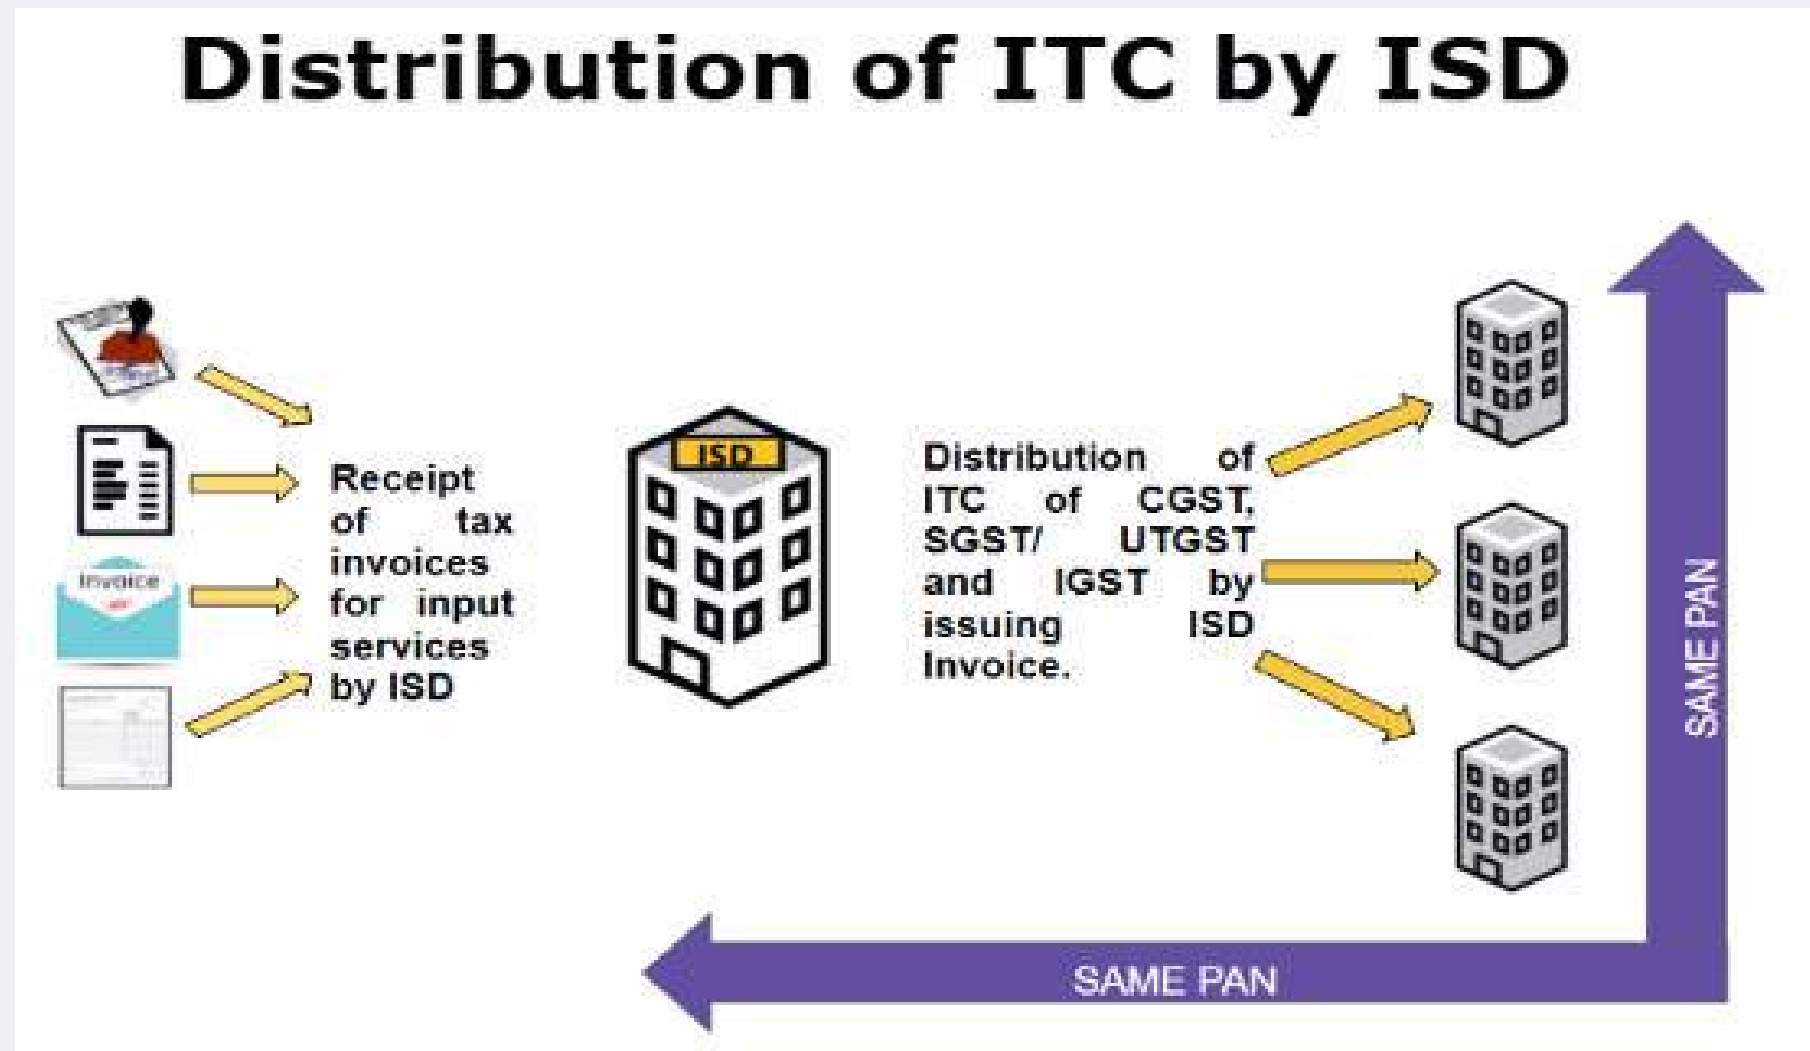 Distribution of ITC by ISD
Receipt
of tax
invoices
for input
services
by ISD
Invoice
ISD
Distribution of
ITC of CGST,
SGST/ UTGST
and IGST by
issuing ISD
Invoice.
SAME PAN
SAME PAN